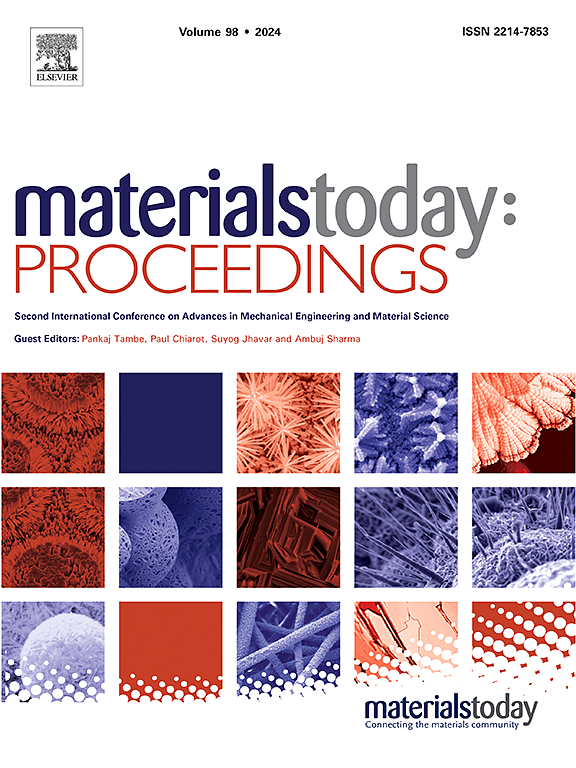 Volume 98 • 2024
ISSN 2214-7853
ELSEVIER
materialstoday:
PROCEEDINGS
Second International Conference on Advances in Mechanical Engineering and Material Science
Guest Editors: Pankaj Tambe, Paul Chiarot, Suyog Jhavar and Ambuj Sharma
materialstoday
Connecting the materials community